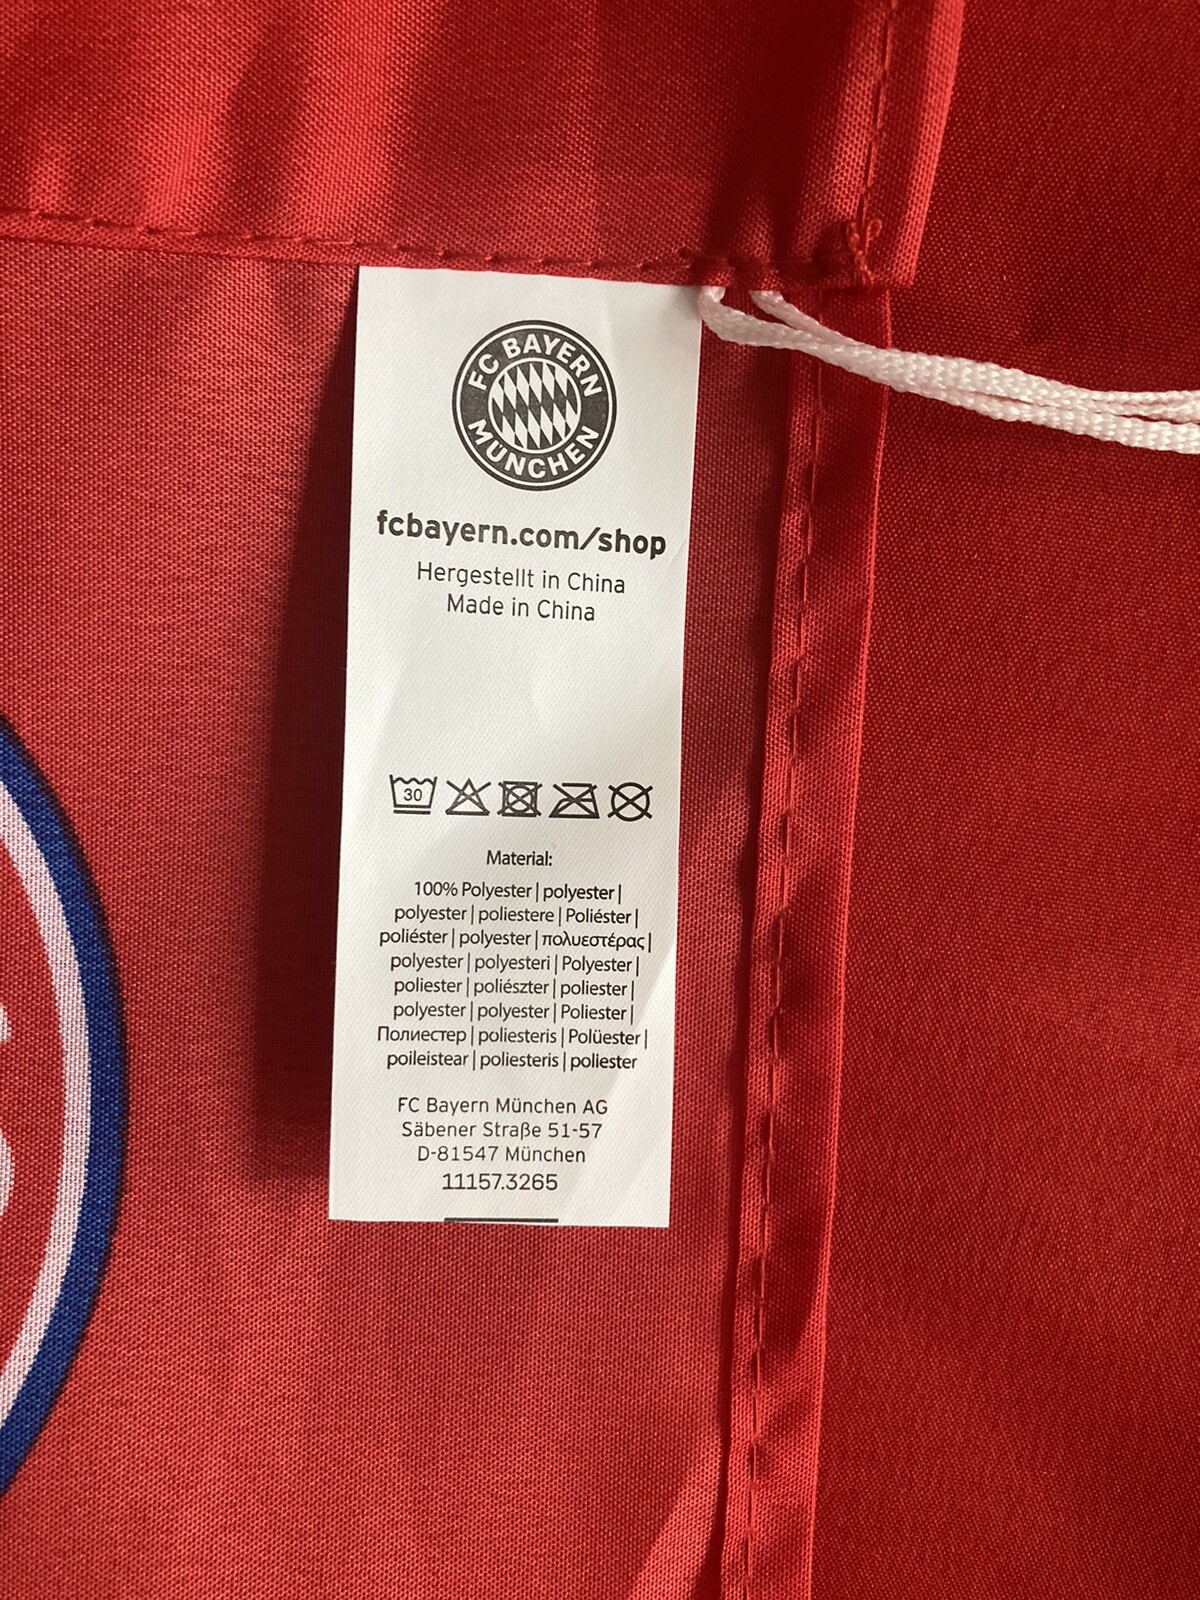 FC BAYERN
MÜNCHEN
fcbayern.com/shop
Hergestellt in China
Made in China
30
Material:
100% Polyester | polyester |
polyester | poliestere | Poliéster |
poliéster | polyester | πολυεστέρας |
polyester | polyesteri | Polyester |
poliester | poliészter | poliester |
polyester | polyester | Poliester |
Полиестер | poliesteris | Polüester |
poileistear | poliesteris | poliester
FC Bayern München AG
Säbener Straße 51-57
D-81547 München
11157.3265